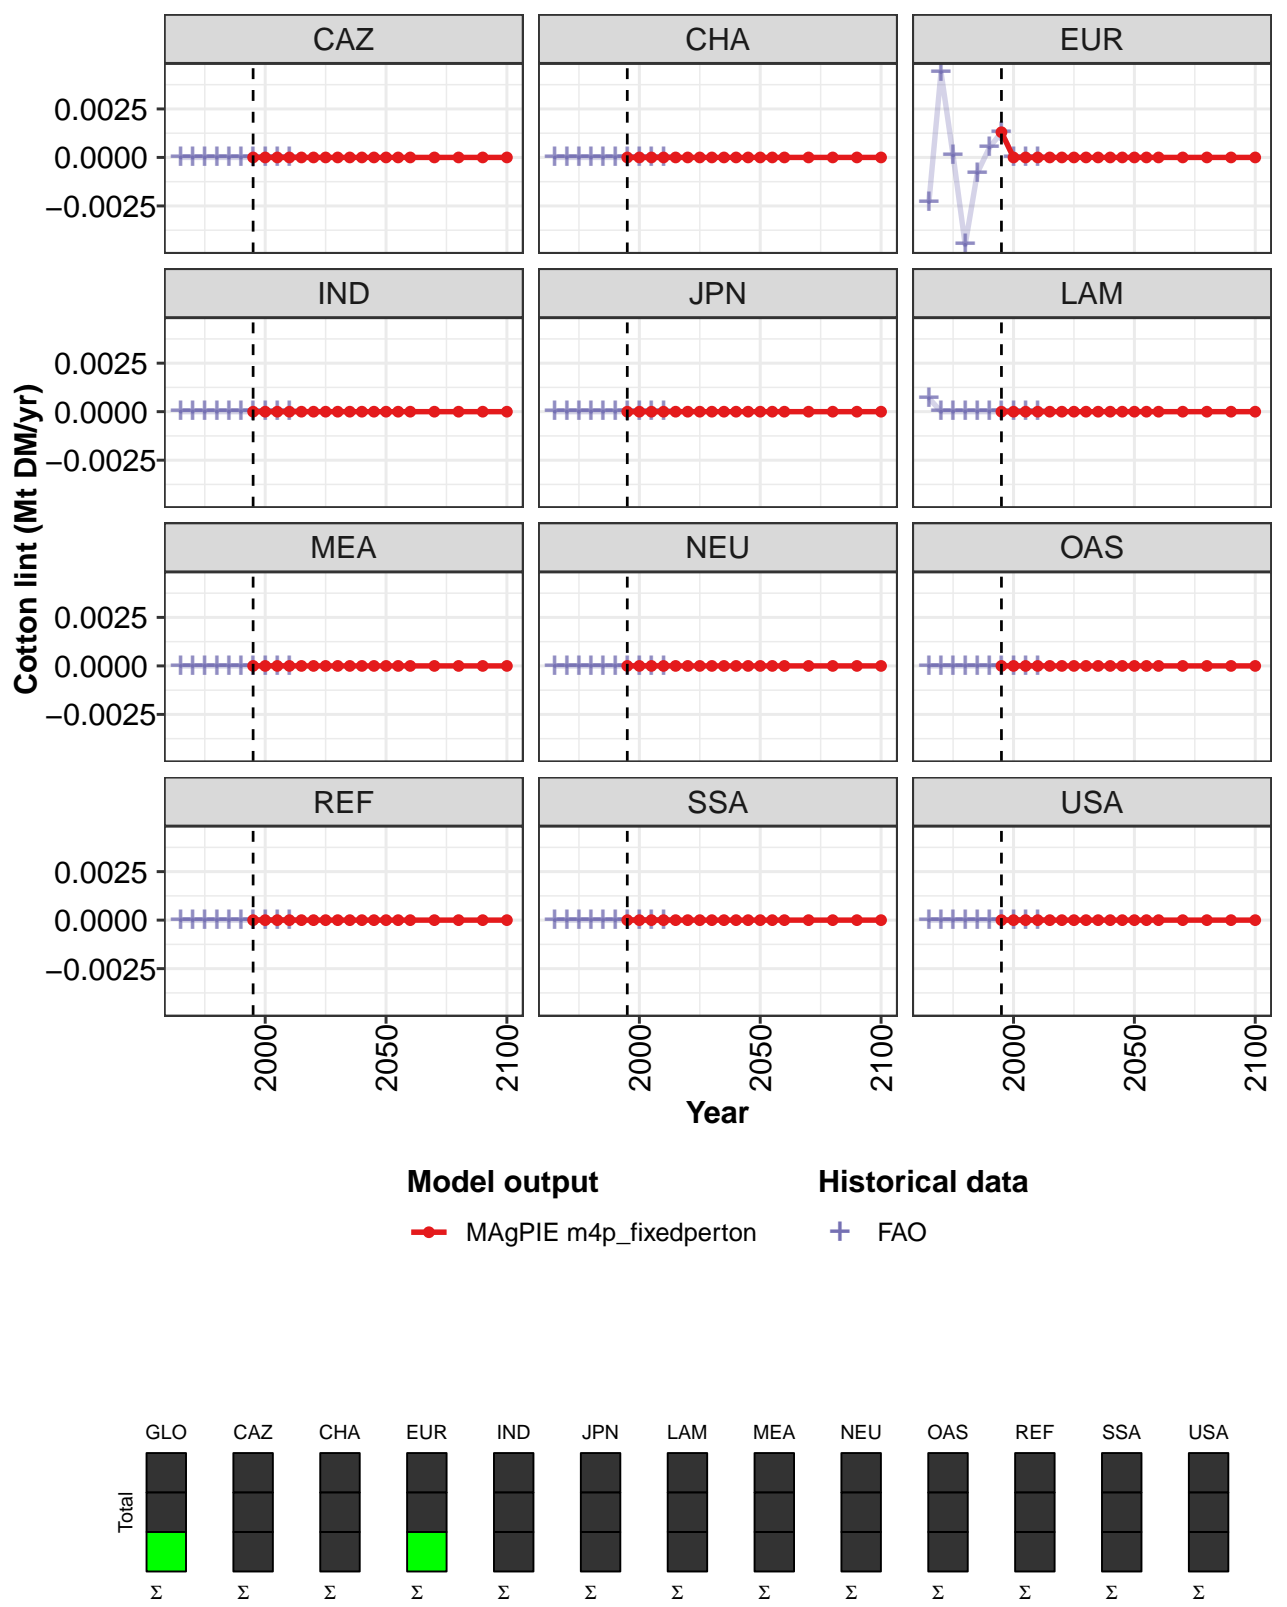 CAZ CHA EUR
0.0025
0.0000
−0.0025
IND JPN LAM
0.0025
0.0000
−0.0025
Cotton lint (Mt DM/yr)
MEA NEU OAS
0.0025
0.0000
−0.0025
REF SSA USA
0.0025
0.0000
−0.0025
2000 2050 2100 2000 2050 2100 2000 2050 2100
Year
Model output Historical data
MAgPIE m4p_fixedperton FAO
GLO CAZ CHA EUR IND JPN LAM MEA NEU OAS REF SSA USA
Total
Σ Σ Σ Σ Σ Σ Σ Σ Σ Σ Σ Σ Σ